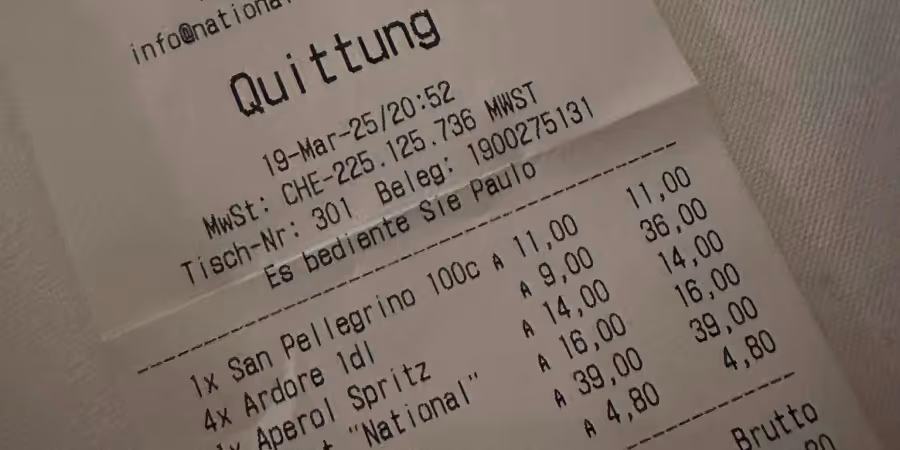 info@national
Quittung
19-Mar-25/20:52
MwSt: CHE-225.125.736 MWST
Tisch-Nr: 301 Beleg: 1900275131
Es bediente Sie Paulo
1x San Pellegrino 100c A 11,00 11,00
4x Ardore 1dl A 9,00 36,00
1x Aperol Spritz A 14,00 14,00
"National" A 16,00 16,00
A 39,00 39,00
A 4,80 4,80
Brutto